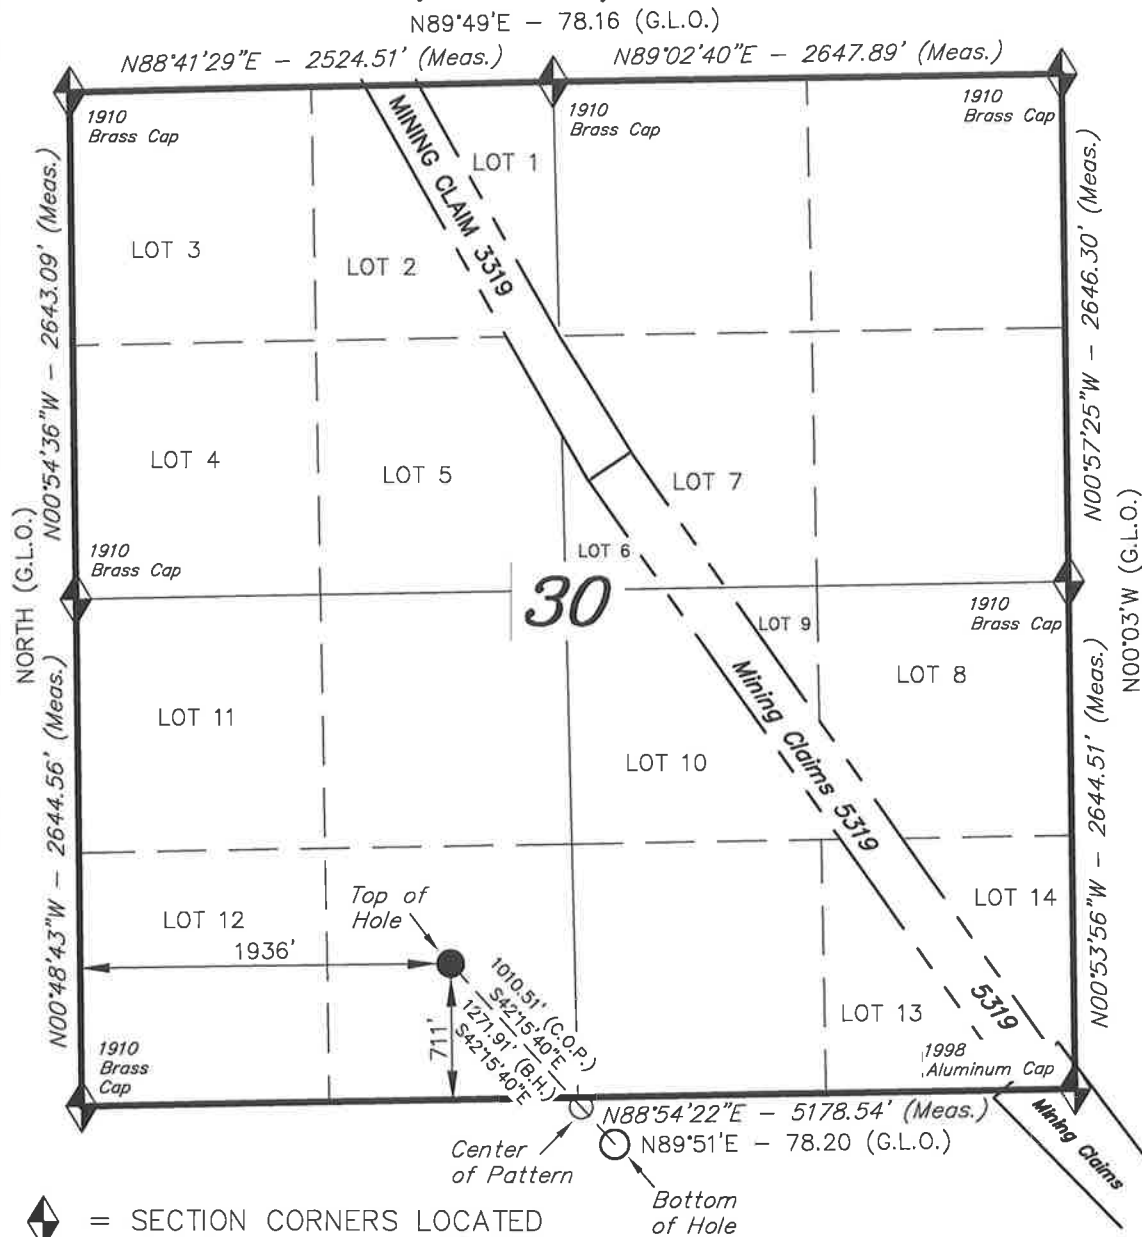 N89°49'E - 78.16 (G.L.O.)
N88°41'29"E - 2524.51' (Meas.)
N89°02'40"E - 2647.89' (Meas.)
1910
Brass Cap
1910
Brass Cap
1910
Brass Cap
MINING CLAIM 3319
LOT 1
LOT 3
LOT 2
N00°54'36"W - 2643.09' (Meas.)
N00°57'25"W - 2646.30' (Meas.)
LOT 4
LOT 5
LOT 7
NORTH (G.L.O.)
N00°03'W (G.L.O.)
1910
Brass Cap
LOT 6
30
1910
Brass Cap
LOT 9
LOT 8
LOT 11
Mining Claims 5319
LOT 10
N00°48'43"W - 2644.56' (Meas.)
N00°53'56"W - 2644.51' (Meas.)
Top of
Hole
LOT 12
LOT 14
1936'
1010.51' (C.O.P.)
S42°15'40"E
1271.91' (B.H.)
S42°15'40"E
711'
5319
LOT 13
1910
Brass
Cap
1998
Aluminum Cap
N88°54'22"E - 5178.54' (Meas.)
N89°51'E - 78.20 (G.L.O.)
Mining Claims
Center
of Pattern
Bottom
of Hole
= SECTION CORNERS LOCATED